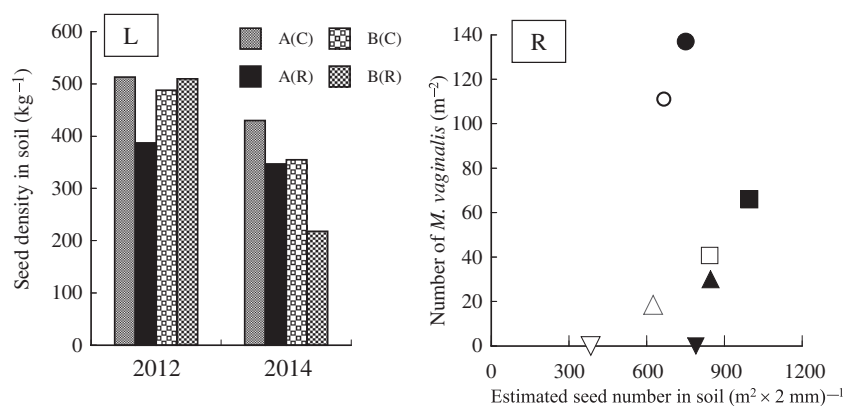 L
A(C) B(C)
A(R) B(R)
Seed density in soil (kg⁻¹)
600
500
400
300
200
100
0
2012 2014
R
Number of M. vaginalis (m⁻²)
140
120
100
80
60
40
20
0
0 300 600 900 1200
Estimated seed number in soil (m² × 2 mm)⁻¹